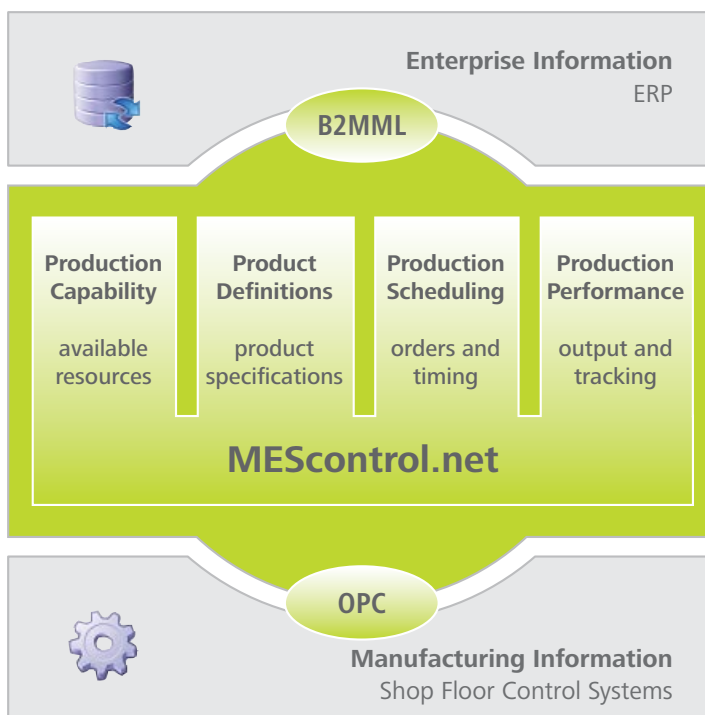 Enterprise Information
ERP
B2MML
Production
Capability
available
resources
Product
Definitions
product
specifications
Production
Scheduling
orders and
timing
Production
Performance
output and
tracking
MEScontrol.net
OPC
Manufacturing Information
Shop Floor Control Systems